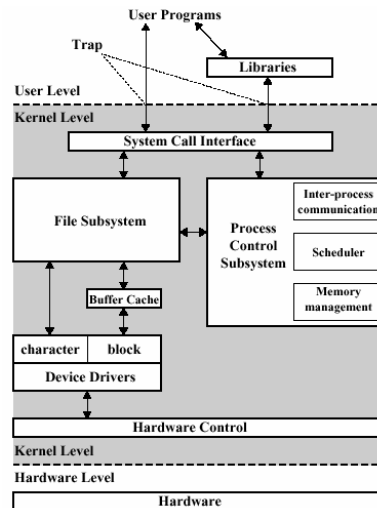 User Programs
Trap
Libraries
User Level
Kernel Level
System Call Interface
File Subsystem
Process
Control
Subsystem
Inter-process
communication
Scheduler
Memory
management
Buffer Cache
character
block
Device Drivers
Hardware Control
Kernel Level
Hardware Level
Hardware